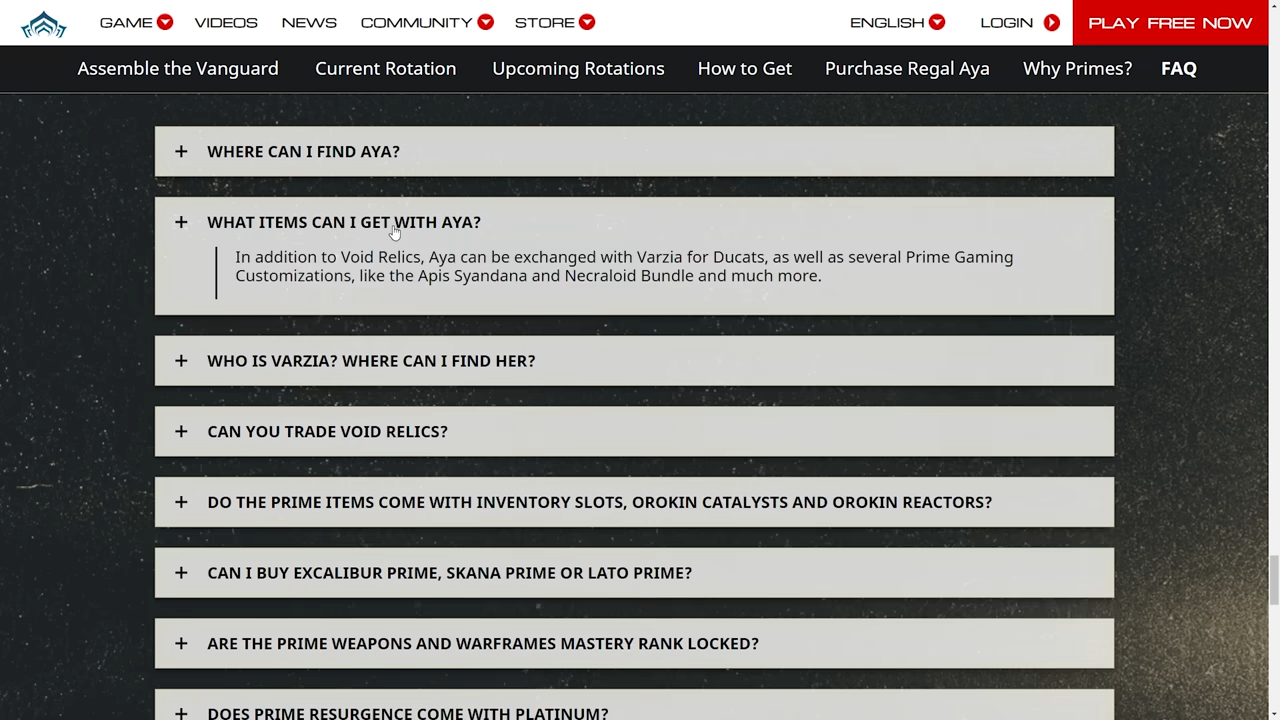 GAME VIDEOS NEWS COMMUNITY STORE ENGLISH LOGIN PLAY FREE NOW
Assemble the Vanguard Current Rotation Upcoming Rotations How to Get Purchase Regal Aya Why Primes? FAQ
+ WHERE CAN I FIND AYA?
+ WHAT ITEMS CAN I GET WITH AYA?
In addition to Void Relics, Aya can be exchanged with Varzia for Ducats, as well as several Prime Gaming
Customizations, like the Apis Syandana and Necraloid Bundle and much more.
+ WHO IS VARZIA? WHERE CAN I FIND HER?
+ CAN YOU TRADE VOID RELICS?
+ DO THE PRIME ITEMS COME WITH INVENTORY SLOTS, OROKIN CATALYSTS AND OROKIN REACTORS?
+ CAN I BUY EXCALIBUR PRIME, SKANA PRIME OR LATO PRIME?
+ ARE THE PRIME WEAPONS AND WARFRAMES MASTERY RANK LOCKED?
+ DOES PRIME RESURGENCE COME WITH PLATINUM?